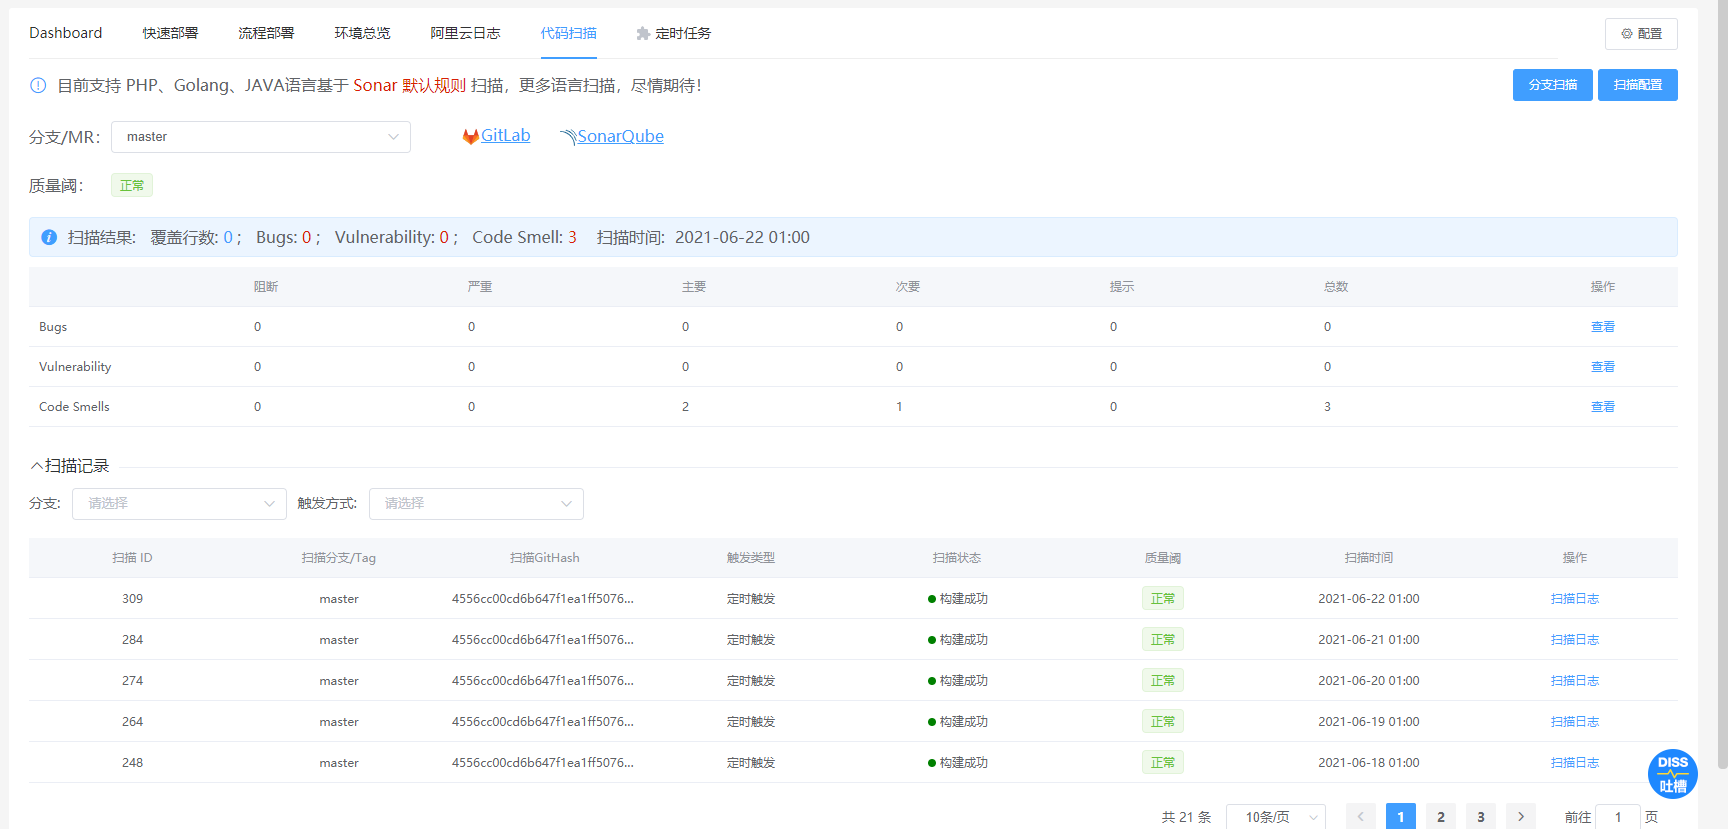 Dashboard 快速部署 流程部署 环境总览 阿里云日志 代码扫描 定时任务 配置
目前支持 PHP、Golang、JAVA语言基于 Sonar 默认规则 扫描，更多语言扫描，尽情期待！ 分支扫描 扫描配置
分支/MR： master GitLab SonarQube
质量阈： 正常
扫描结果: 覆盖行数: 0 ; Bugs: 0 ; Vulnerability: 0 ; Code Smell: 3 扫描时间: 2021-06-22 01:00
阻断 严重 主要 次要 提示 总数 操作
Bugs 0 0 0 0 0 0 查看
Vulnerability 0 0 0 0 0 0 查看
Code Smells 0 0 2 1 0 3 查看
扫描记录
分支: 请选择 触发方式: 请选择
扫描 ID 扫描分支/Tag 扫描GitHash 触发类型 扫描状态 质量阈 扫描时间 操作
309 master 4556cc00cd6b647f1ea1ff5076... 定时触发 构建成功 正常 2021-06-22 01:00 扫描日志
284 master 4556cc00cd6b647f1ea1ff5076... 定时触发 构建成功 正常 2021-06-21 01:00 扫描日志
274 master 4556cc00cd6b647f1ea1ff5076... 定时触发 构建成功 正常 2021-06-20 01:00 扫描日志
264 master 4556cc00cd6b647f1ea1ff5076... 定时触发 构建成功 正常 2021-06-19 01:00 扫描日志
248 master 4556cc00cd6b647f1ea1ff5076... 定时触发 构建成功 正常 2021-06-18 01:00 扫描日志
DISS
吐槽
共 21 条 10条/页 1 2 3 前往 1 页